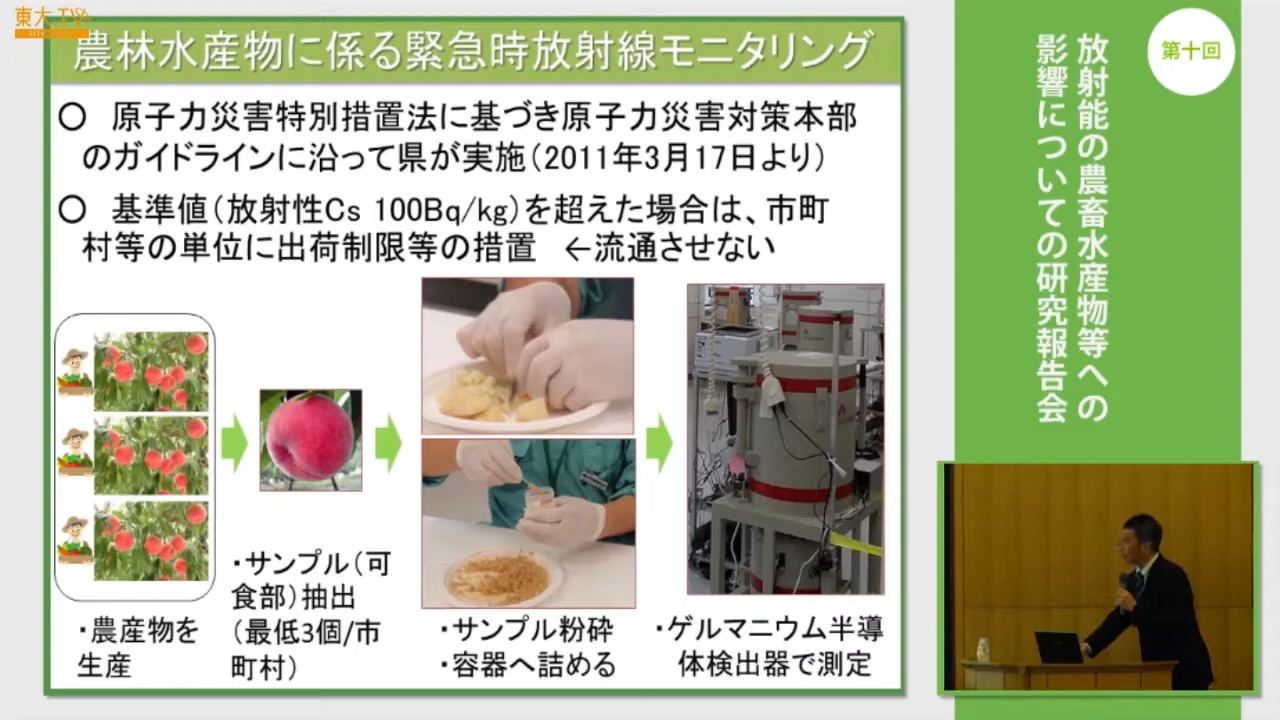 東大TV
農林水産物に係る緊急時放射線モニタリング
〇 原子力災害特別措置法に基づき原子力災害対策本部
のガイドラインに沿って県が実施（2011年3月17日より）
〇 基準値（放射性Cs 100Bq/kg）を超えた場合は、市町
村等の単位に出荷制限等の措置 ←流通させない
・農産物を
生産
・サンプル（可
食部）抽出
（最低3個/市
町村）
・サンプル粉砕
・容器へ詰める
・ゲルマニウム半導
体検出器で測定
第十回
放射能の農畜水産物等への
影響についての研究報告会